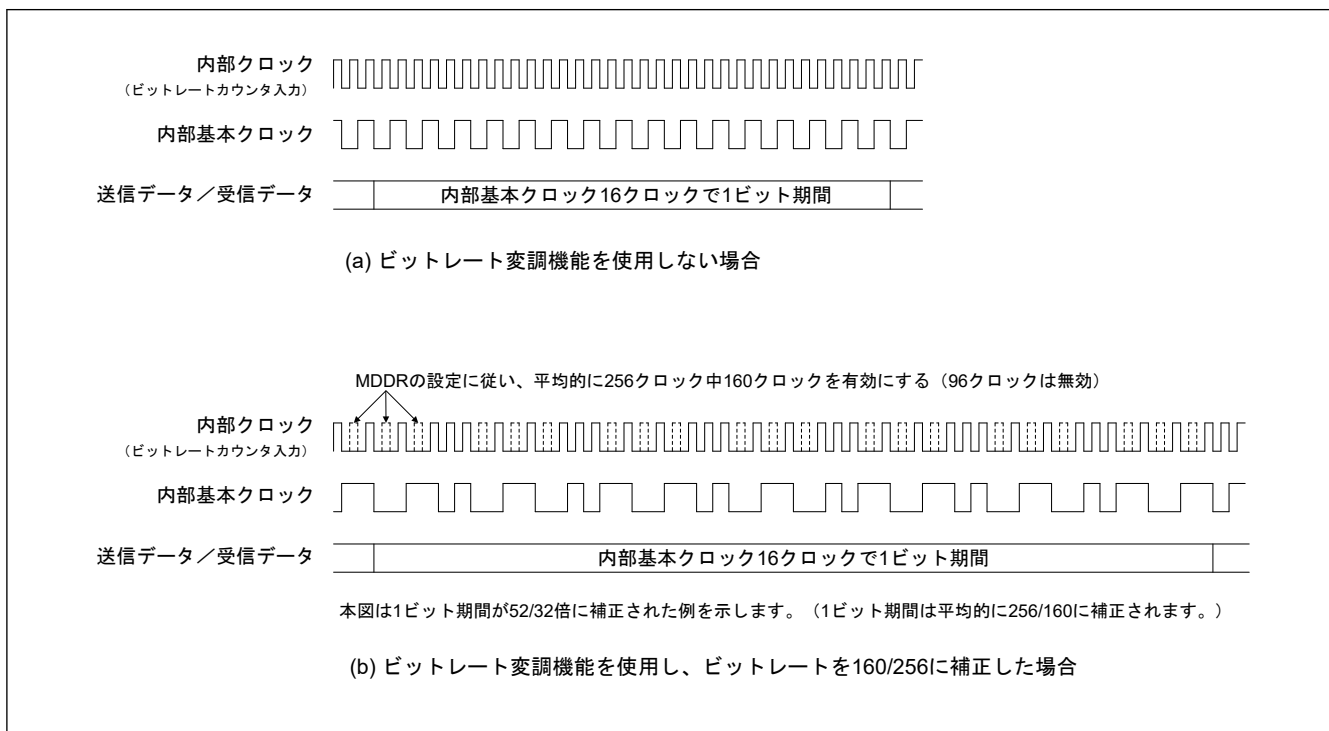 内部クロック
（ビットレートカウンタ入力）
内部基本クロック
送信データ／受信データ
内部基本クロック16クロックで1ビット期間
(a) ビットレート変調機能を使用しない場合
MDDRの設定に従い、平均的に256クロック中160クロックを有効にする（96クロックは無効）
内部クロック
（ビットレートカウンタ入力）
内部基本クロック
送信データ／受信データ
内部基本クロック16クロックで1ビット期間
本図は1ビット期間が52/32倍に補正された例を示します。（1ビット期間は平均的に256/160に補正されます。）
(b) ビットレート変調機能を使用し、ビットレートを160/256に補正した場合